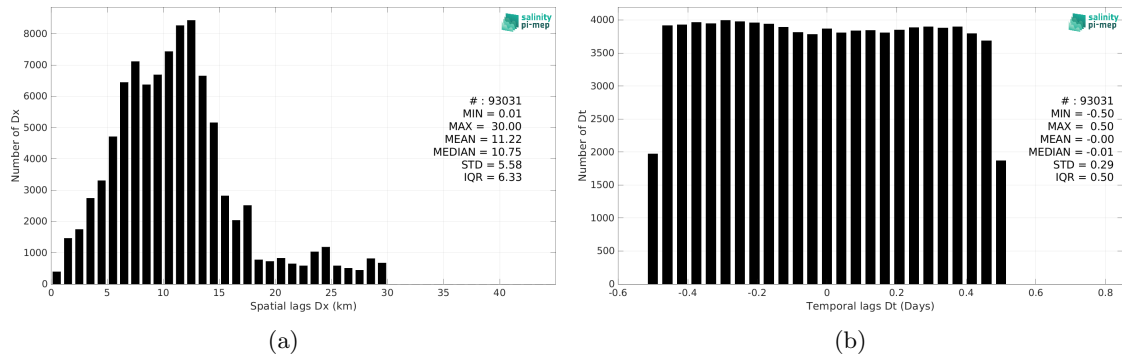 salinity
pi-mep
8000
7000
6000
5000
4000
3000
2000
1000
0
Number of Dx
# : 93031
MIN = 0.01
MAX = 30.00
MEAN = 11.22
MEDIAN = 10.75
STD = 5.58
IQR = 6.33
0 5 10 15 20 25 30 35 40
Spatial lags Dx (km)
(a)
salinity
pi-mep
4000
3500
3000
2500
2000
1500
1000
500
0
Number of Dt
# : 93031
MIN = -0.50
MAX = 0.50
MEAN = -0.00
MEDIAN = -0.01
STD = 0.29
IQR = 0.50
-0.6 -0.4 -0.2 0 0.2 0.4 0.6 0.8
Temporal lags Dt (Days)
(b)